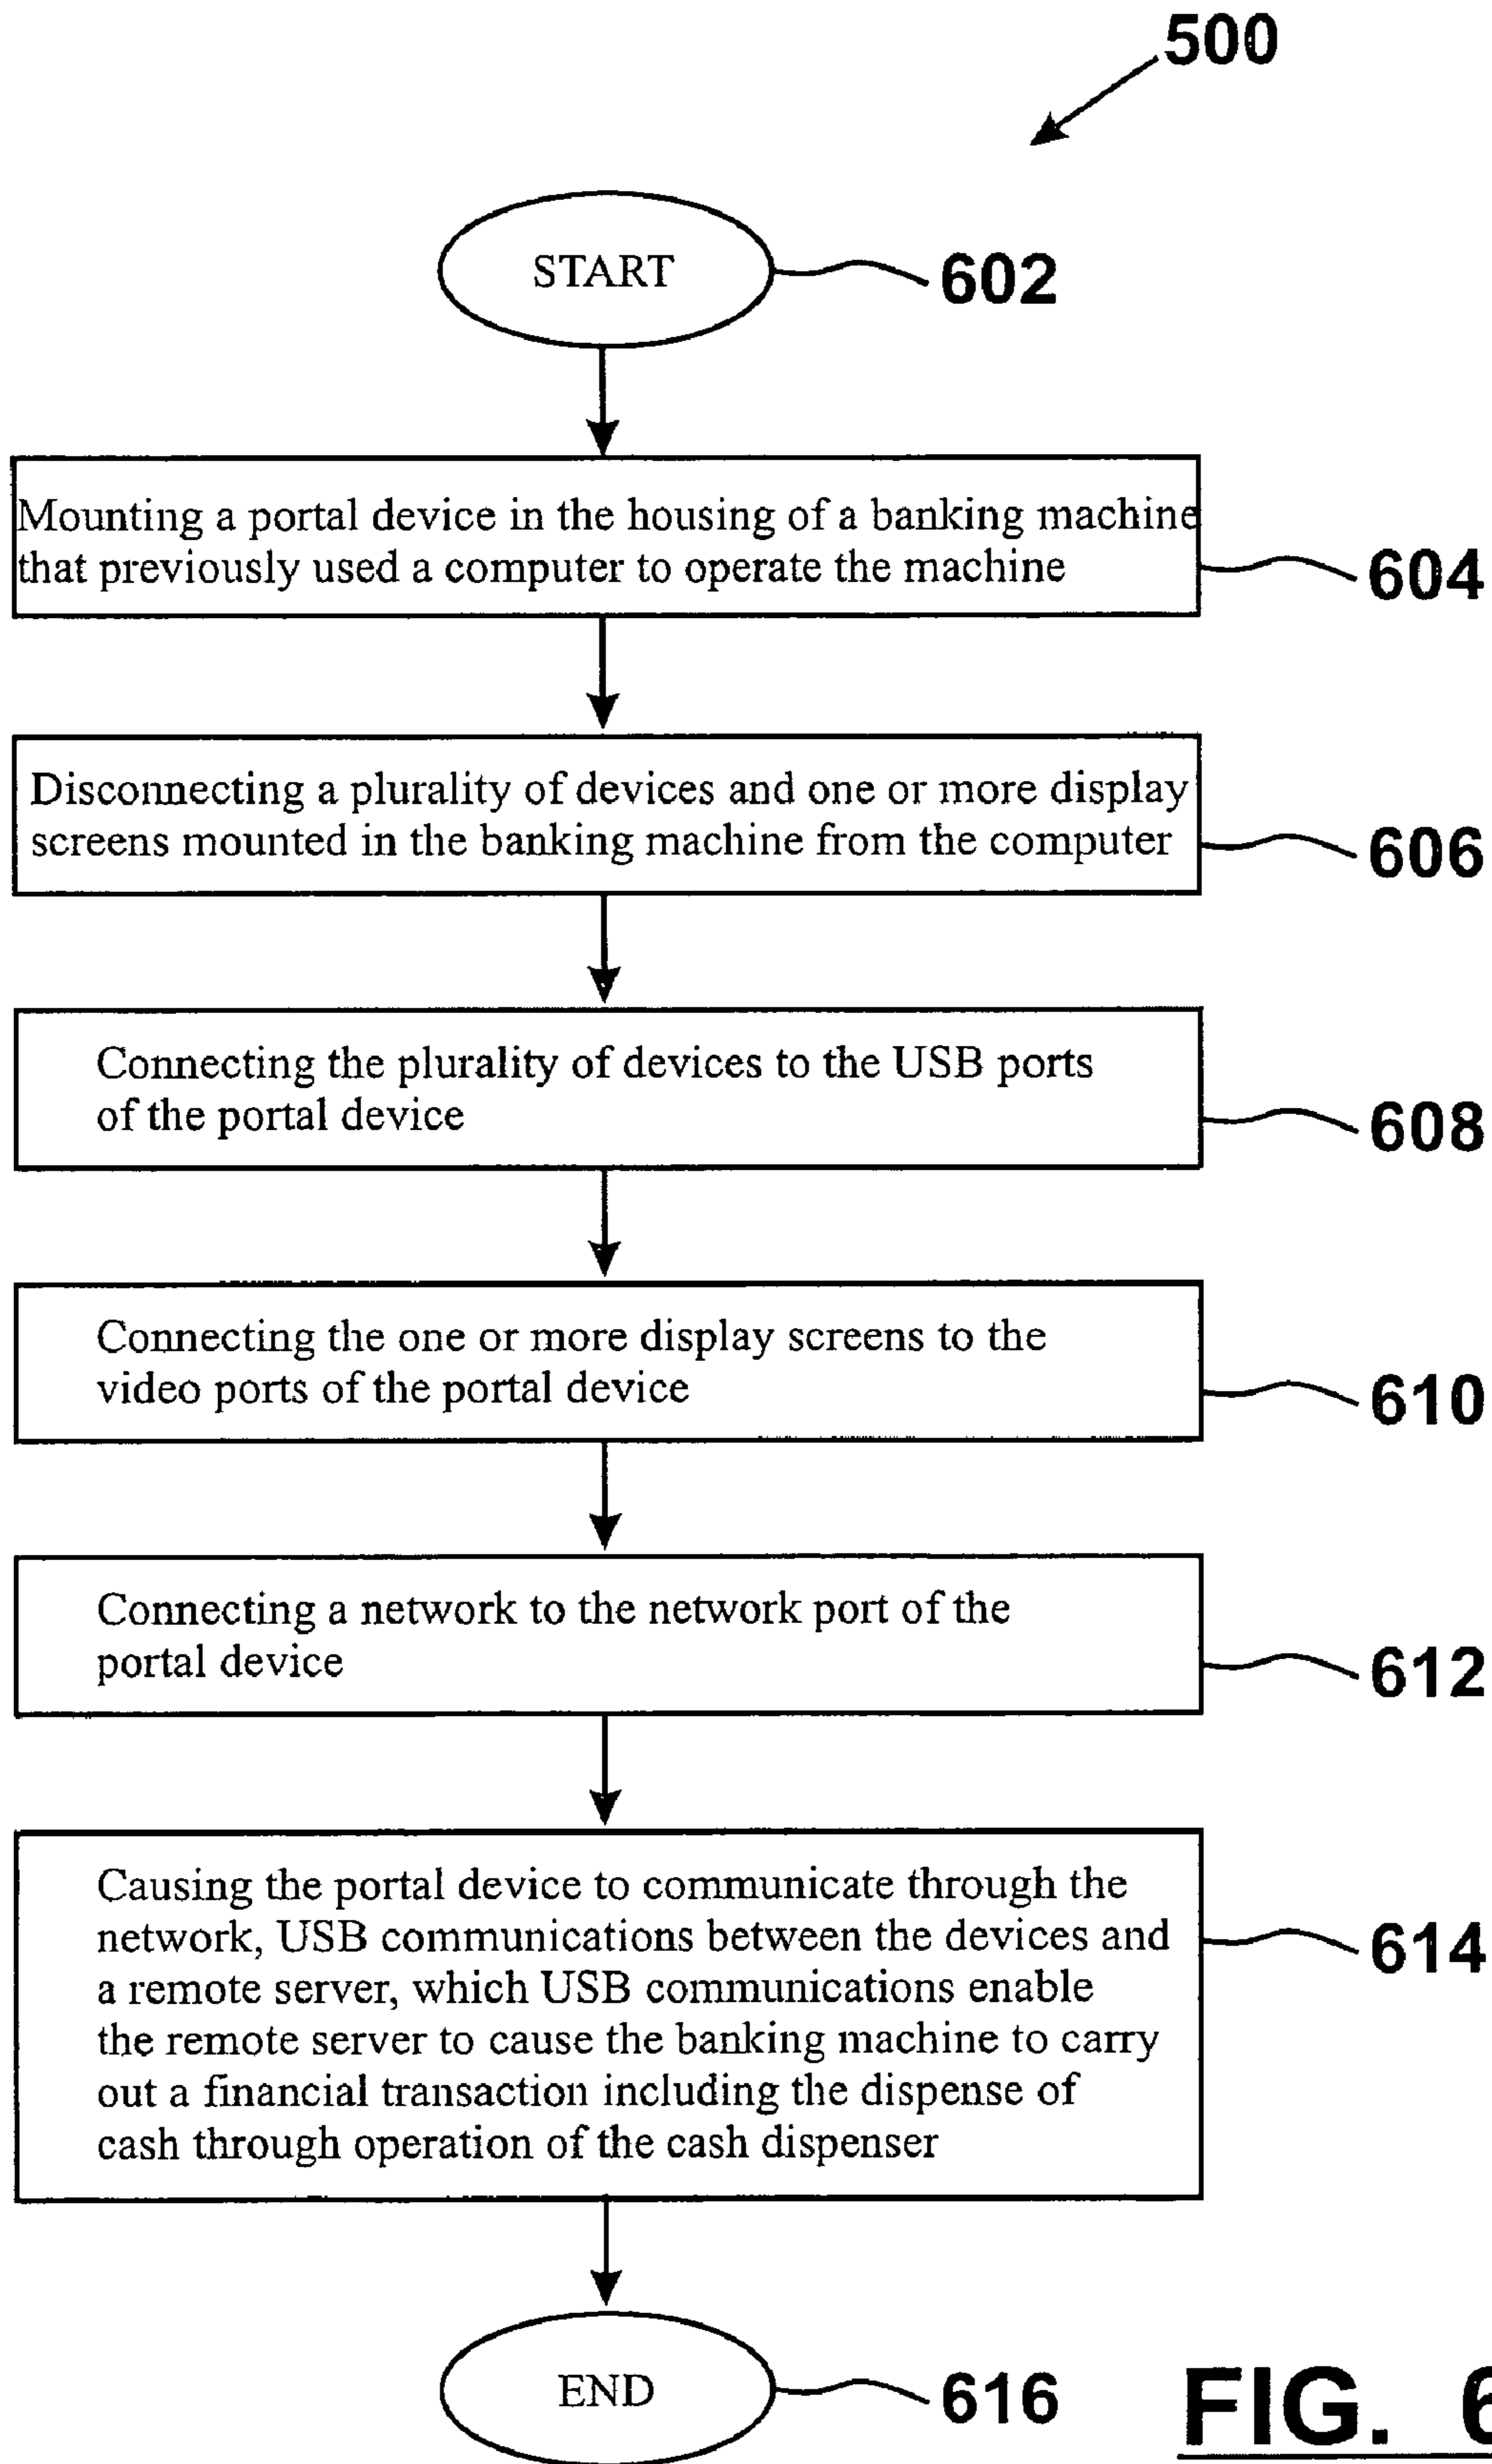 500
START
602
Mounting a portal device in the housing of a banking machine
that previously used a computer to operate the machine
604
Disconnecting a plurality of devices and one or more display
screens mounted in the banking machine from the computer
606
Connecting the plurality of devices to the USB ports
of the portal device
608
Connecting the one or more display screens to the
video ports of the portal device
610
Connecting a network to the network port of the
portal device
612
Causing the portal device to communicate through the
network, USB communications between the devices and
a remote server, which USB communications enable
the remote server to cause the banking machine to carry
out a financial transaction including the dispense of
cash through operation of the cash dispenser
614
END
616
FIG. 6